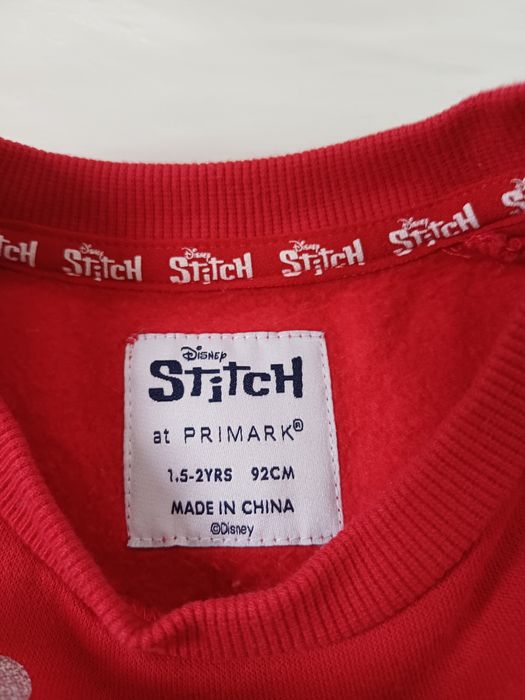 Disney Stitch Disney Stitch Disney Stitch Disney Stitch
Disney
Stitch
at PRIMARK®
1.5-2YRS 92CM
MADE IN CHINA
©Disney